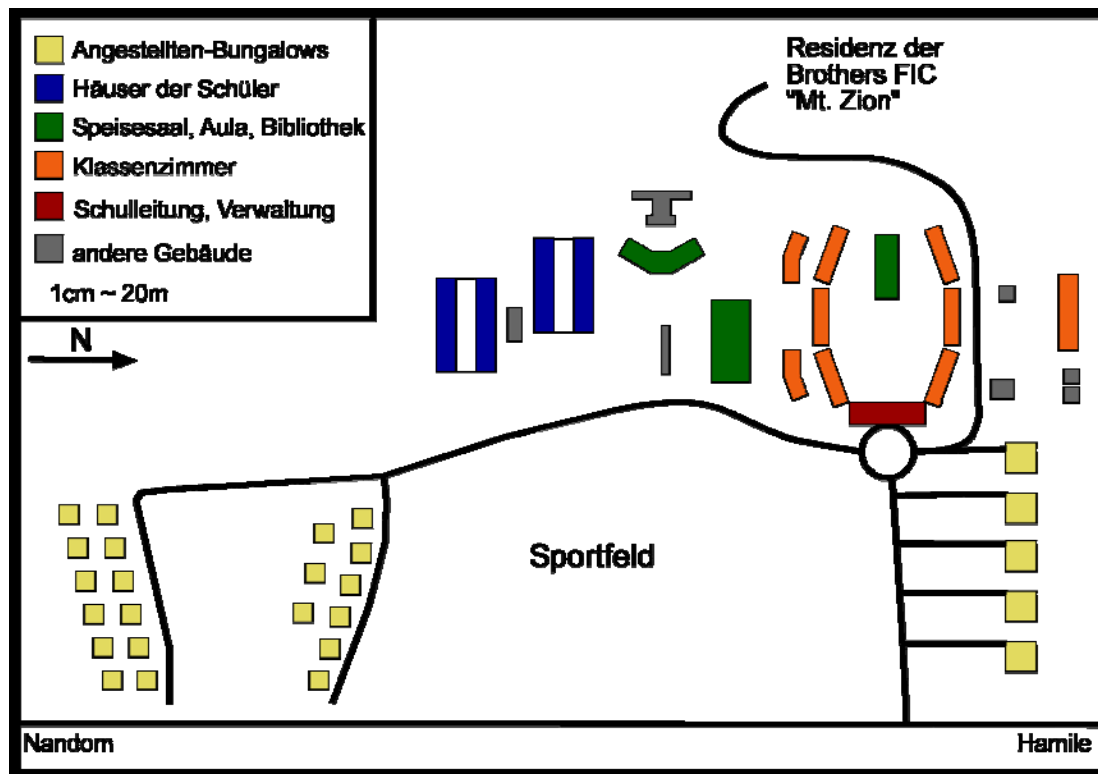 Angestellten-Bungalows
Häuser der Schüler
Speisesaal, Aula, Bibliothek
Klassenzimmer
Schulleitung, Verwaltung
andere Gebäude
1cm ~ 20m
N
Residenz der
Brothers FIC
"Mt. Zion"
Sportfeld
Nandom
Hamile